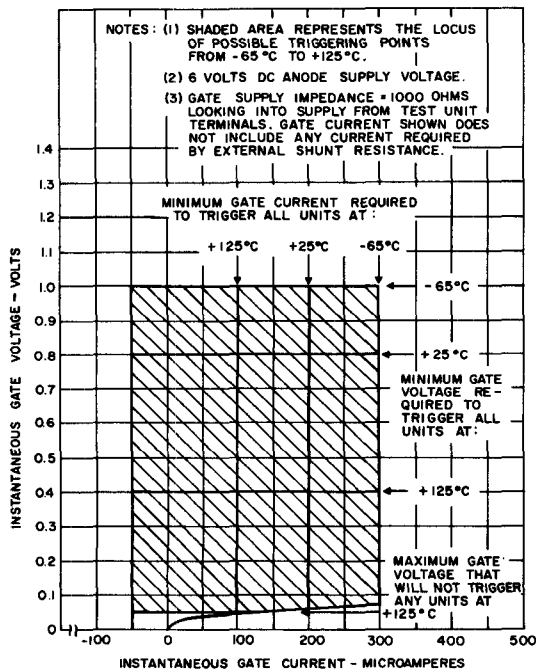 NOTES: (1) SHADED AREA REPRESENTS THE LOCUS
OF POSSIBLE TRIGGERING POINTS
FROM -65°C TO +125°C.
(2) 6 VOLTS DC ANODE SUPPLY VOLTAGE.
(3) GATE SUPPLY IMPEDANCE = 1000 OHMS
LOOKING INTO SUPPLY FROM TEST UNIT
TERMINALS. GATE CURRENT SHOWN DOES
NOT INCLUDE ANY CURRENT REQUIRED
BY EXTERNAL SHUNT RESISTANCE.
MINIMUM GATE CURRENT REQUIRED
TO TRIGGER ALL UNITS AT:
+125°C +25°C -65°C
-65°C
+25°C
MINIMUM GATE
VOLTAGE RE-
QUIRED TO
TRIGGER ALL
UNITS AT:
+125°C
MAXIMUM GATE
VOLTAGE THAT
WILL NOT TRIGGER
ANY UNITS AT
+125°C
INSTANTANEOUS GATE VOLTAGE - VOLTS
1.4
1.3
1.2
1.1
1.0
0.9
0.8
0.7
0.6
0.5
0.4
0.3
0.2
0.1
0
-100 0 100 200 300 400 500
INSTANTANEOUS GATE CURRENT - MICROAMPERES